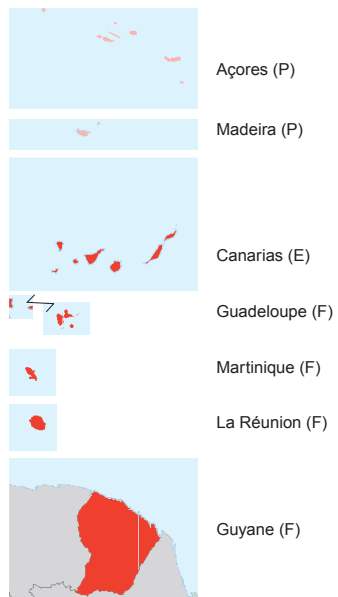 Açores (P)
Madeira (P)
Canarias (E)
Guadeloupe (F)
Martinique (F)
La Réunion (F)
Guyane (F)